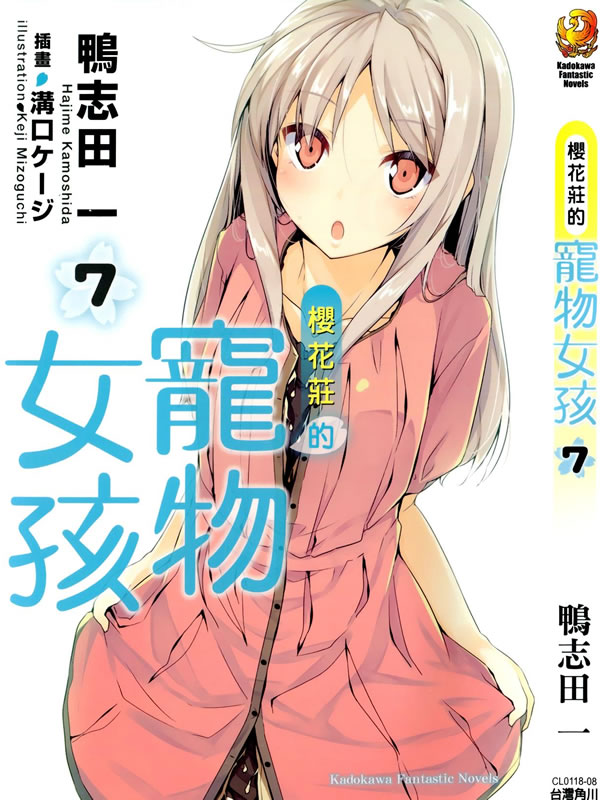 鴨志田 一
Hajime Kamoshida
插畫●溝口ケージ
illustration●Keji Mizoguchi
7
櫻花莊的
寵物
女孩
Kadokawa Fantastic Novels
Kadokawa
Fantastic
Novels
櫻花莊的
寵物女孩
7
鴨志田 一
CL0118-08
台灣角川